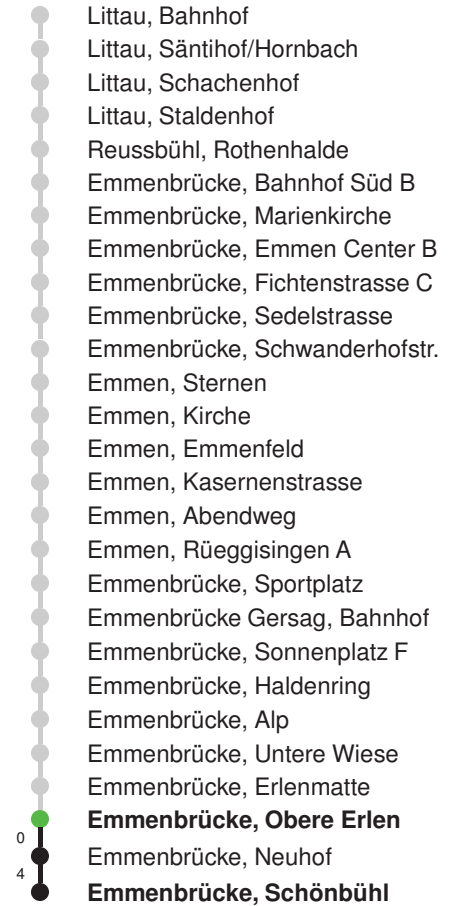 Littau, Bahnhof
Littau, Säntihof/Hornbach
Littau, Schachenhof
Littau, Staldenhof
Reussbühl, Rothenhalde
Emmenbrücke, Bahnhof Süd B
Emmenbrücke, Marienkirche
Emmenbrücke, Emmen Center B
Emmenbrücke, Fichtenstrasse C
Emmenbrücke, Sedelstrasse
Emmenbrücke, Schwanderhofstr.
Emmen, Sternen
Emmen, Kirche
Emmen, Emmenfeld
Emmen, Kasernenstrasse
Emmen, Abendweg
Emmen, Rüeggisingen A
Emmenbrücke, Sportplatz
Emmenbrücke Gersag, Bahnhof
Emmenbrücke, Sonnenplatz F
Emmenbrücke, Haldenring
Emmenbrücke, Alp
Emmenbrücke, Untere Wiese
Emmenbrücke, Erlenmatte
Emmenbrücke, Obere Erlen
0
Emmenbrücke, Neuhof
4
Emmenbrücke, Schönbühl